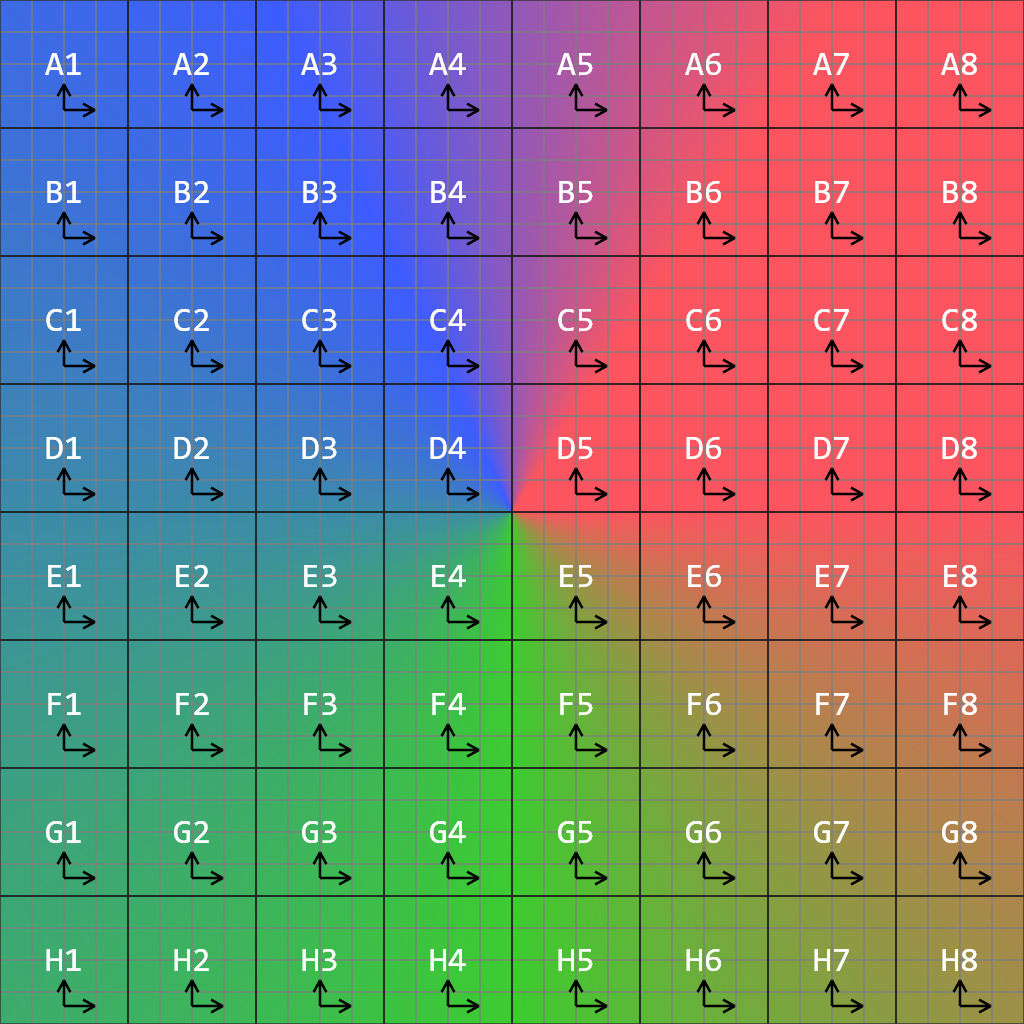 A1 A2 A3 A4 A5 A6 A7 A8
B1 B2 B3 B4 B5 B6 B7 B8
C1 C2 C3 C4 C5 C6 C7 C8
D1 D2 D3 D4 D5 D6 D7 D8
E1 E2 E3 E4 E5 E6 E7 E8
F1 F2 F3 F4 F5 F6 F7 F8
G1 G2 G3 G4 G5 G6 G7 G8
H1 H2 H3 H4 H5 H6 H7 H8